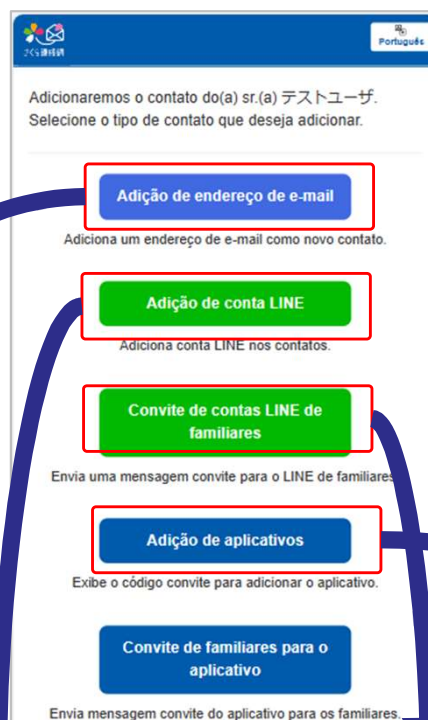 さくら連絡網
Português
Adicionaremos o contato do(a) sr.(a) テストユーザ.
Selecione o tipo de contato que deseja adicionar.
Adição de endereço de e-mail
Adiciona um endereço de e-mail como novo contato.
Adição de conta LINE
Adiciona conta LINE nos contatos.
Convite de contas LINE de
familiares
Envia uma mensagem convite para o LINE de familiares
Adição de aplicativos
Exibe o código convite para adicionar o aplicativo.
Convite de familiares para o
aplicativo
Envia mensagem convite do aplicativo para os familiares.